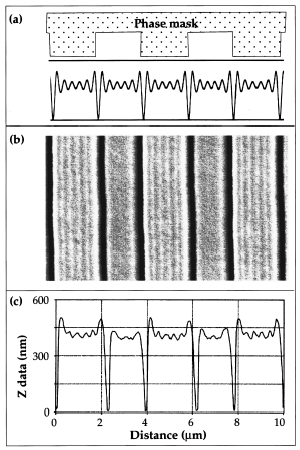 (a)
Phase mask
(b)
(c)
600
300
0
Z data (nm)
0 2 4 6 8 10
Distance (μm)